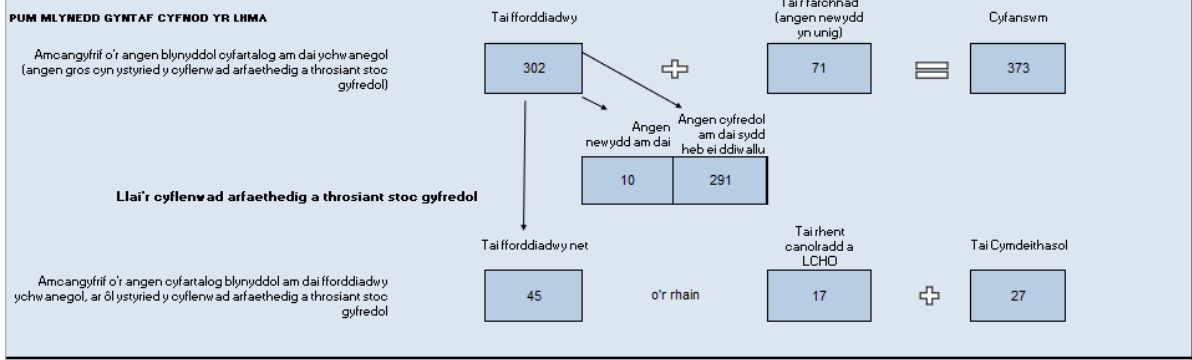 PUM MLYNEDD GYNTAF CYFNOD YR LHMA
Tai fforddiadwy
Tai'r farchnad
(angen newydd
yn unig)
Cyfanswm
Amcangyfrif o'r angen blynyddol cyfartalog am dai ychwanegol
(angen gros cyn ystyried y cyflenwad arfaethedig a throsiant stoc
gyfredol)
302
71
373
Angen
newydd am dai
Angen cyfredol
am dai sydd
heb ei ddiwallu
10
291
Llai'r cyflenwad arfaethedig a throsiant stoc gyfredol
Tai fforddiadwy net
Tai rhent
canolradd a
LCHO
Tai Cymdeithasol
Amcangyfrif o'r angen cyfartalog blynyddol am dai fforddiadwy
ychwanegol, ar ôl ystyried y cyflenwad arfaethedig a throsiant stoc
gyfredol
45
o'r rhain
17
27